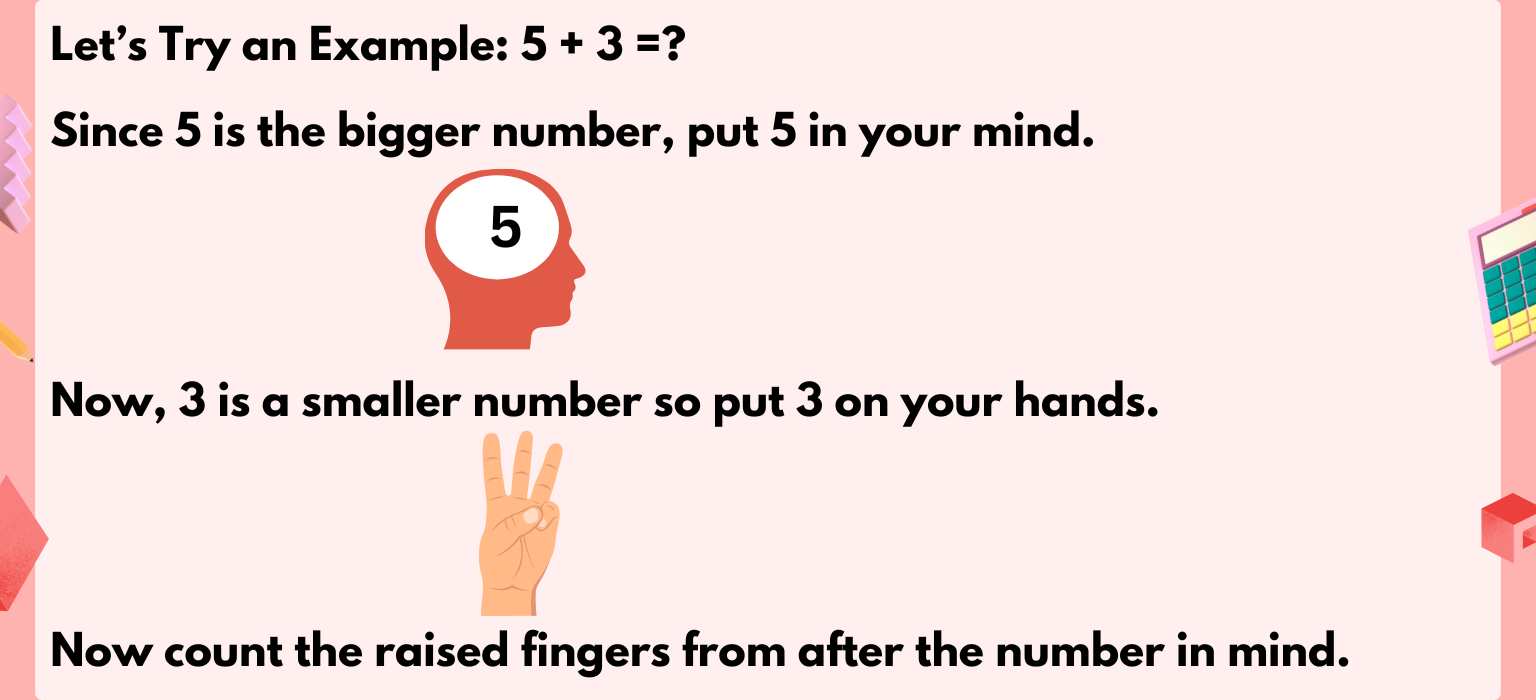 Let’s Try an Example: 5 + 3 =?
Since 5 is the bigger number, put 5 in your mind.
5
Now, 3 is a smaller number so put 3 on your hands.
Now count the raised fingers from after the number in mind.